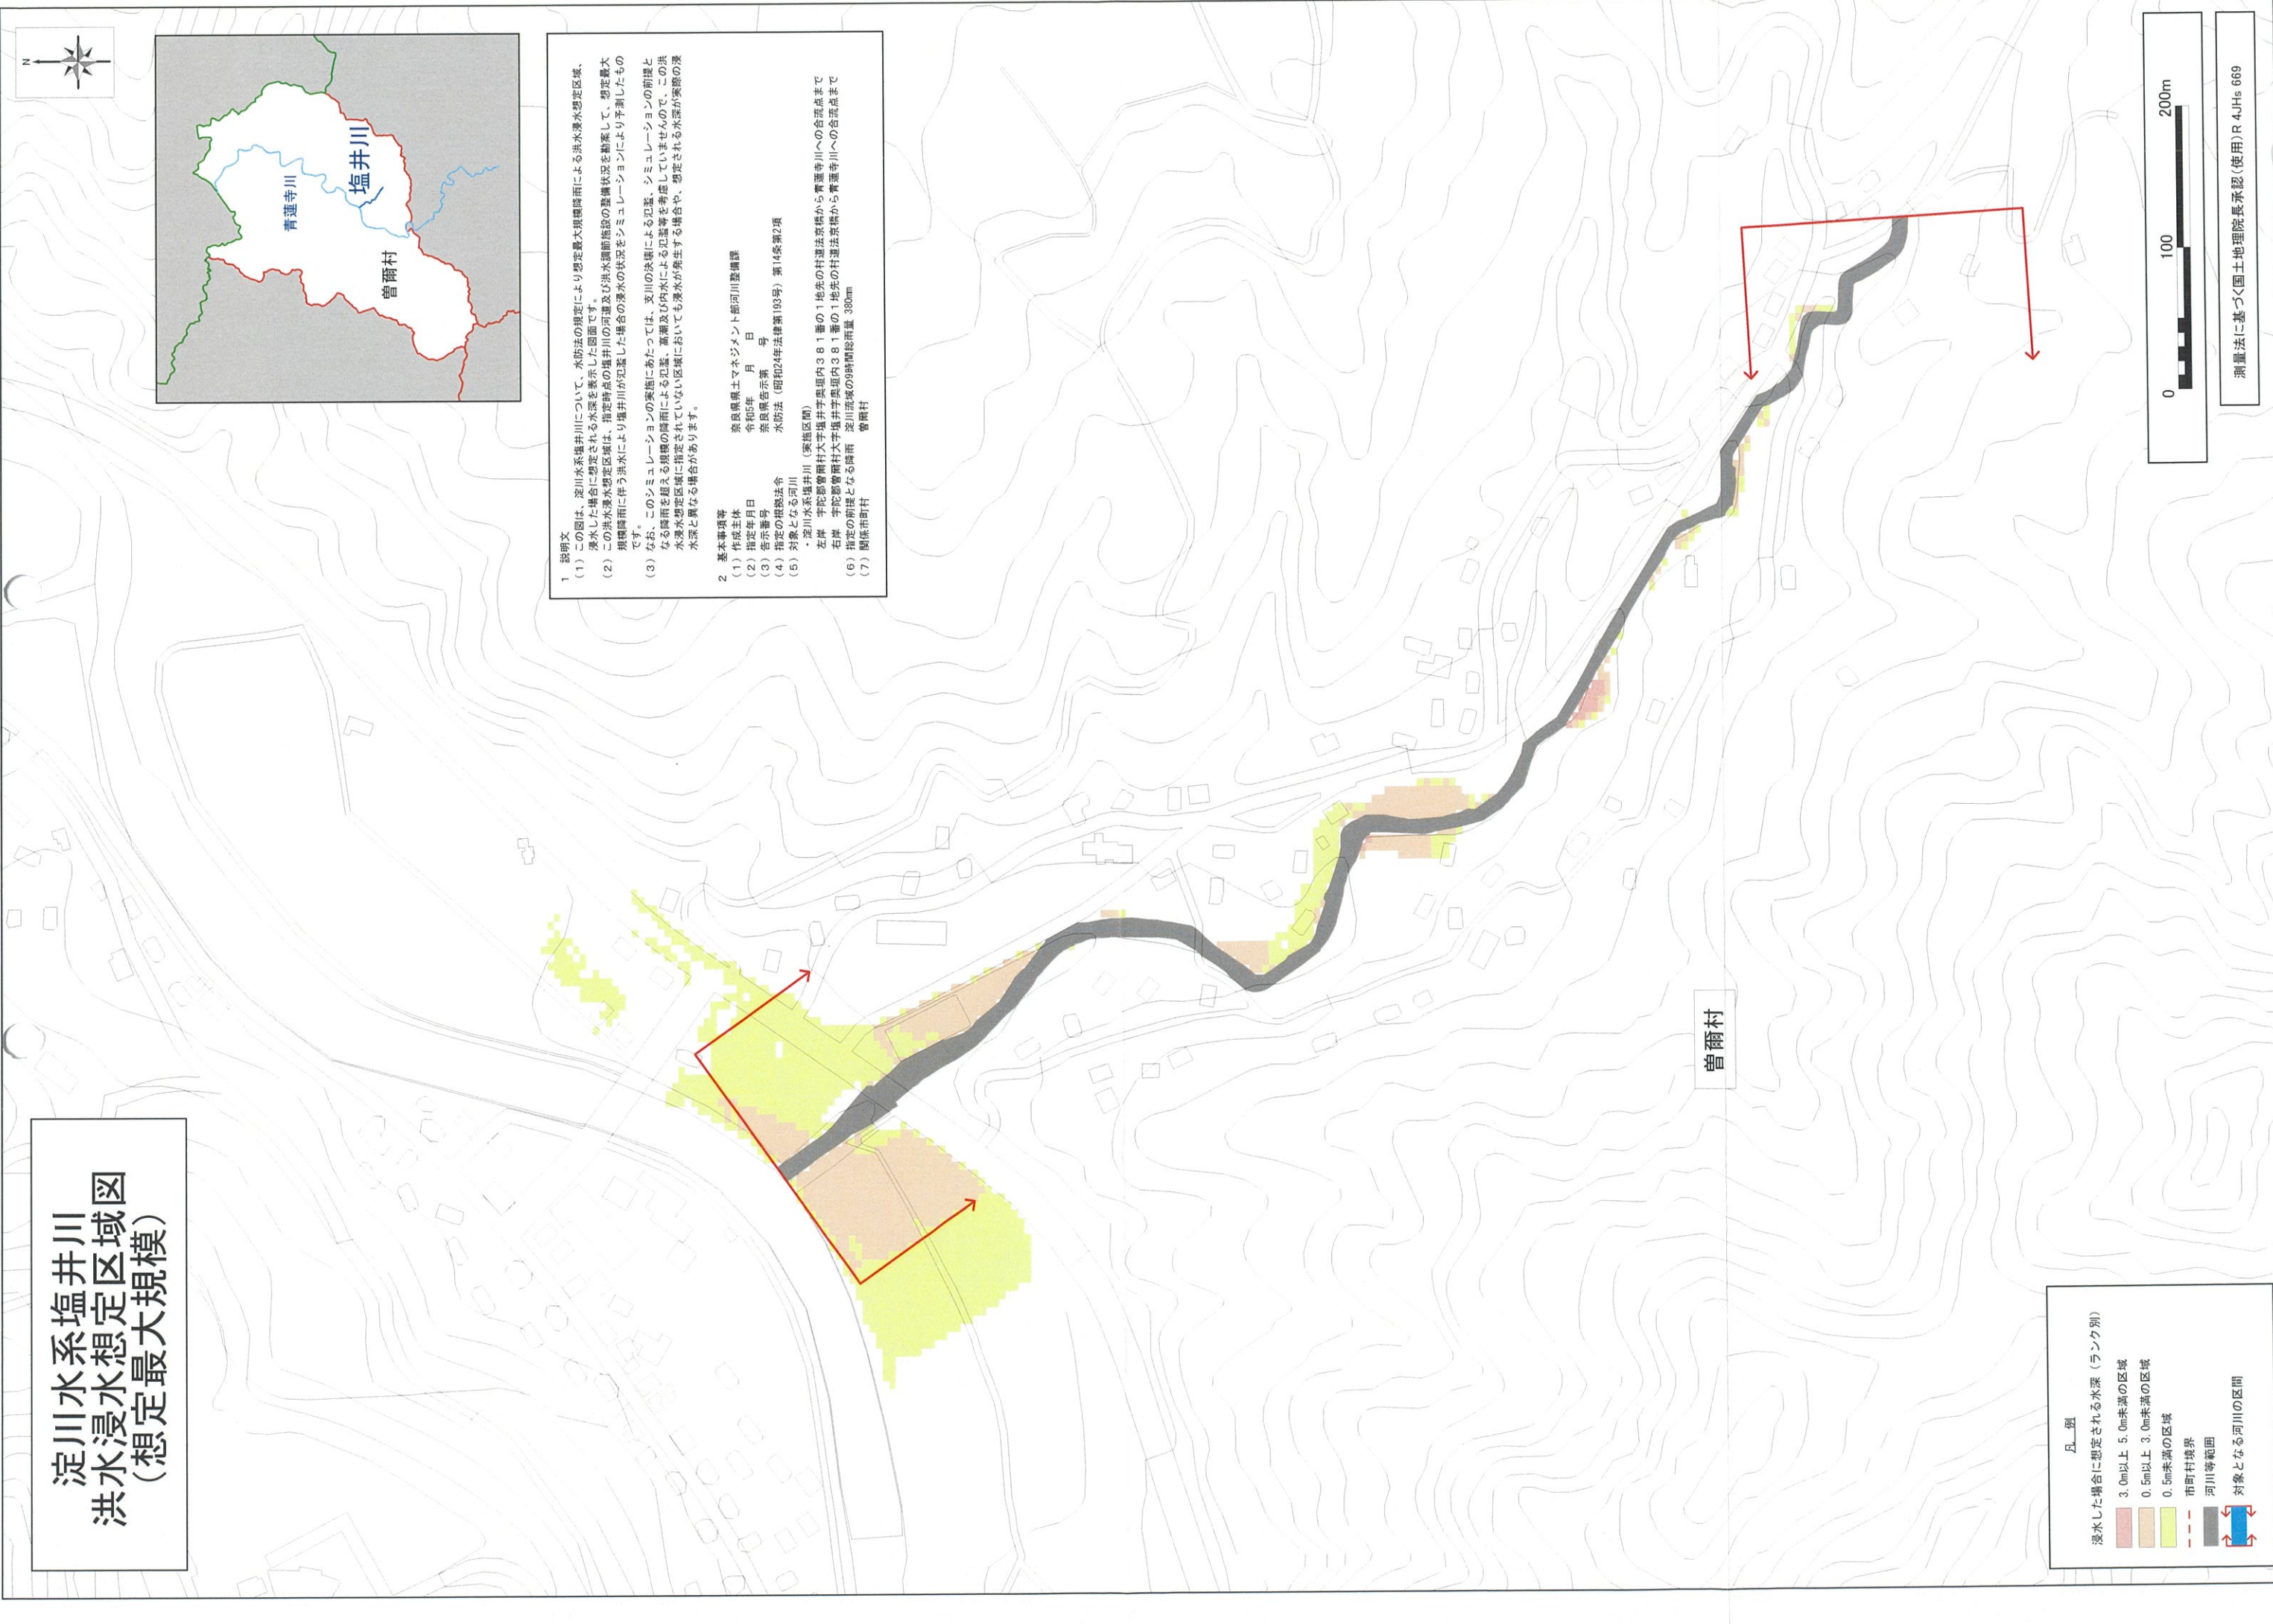 淀川水系塩井川
洪水浸水想定区域図
（想定最大規模）
N
青蓮寺川
塩井川
曽爾村
1　説明文
（1）この図は、淀川水系塩井川について、水防法の規定により想定最大規模降雨による洪水浸水想定区域、
浸水した場合に想定される水深を表示した図面です。
（2）この洪水浸水想定区域は、指定時点の塩井川の河道及び洪水調節施設の整備状況を勘案して、想定最大
規模降雨に伴う洪水により塩井川が氾濫した場合の浸水の状況をシミュレーションにより予測したもの
です。
（3）なお、このシミュレーションの実施にあたっては、支川の決壊による氾濫、シミュレーションの前提と
なる降雨を超える規模の降雨による氾濫、高潮及び内水による氾濫等を考慮していませんので、この洪
水浸水想定区域に指定されていない区域においても浸水が発生する場合や、想定される水深が実際の浸
水深と異なる場合があります。
2　基本事項等
（1）作成主体　奈良県県土マネジメント部河川整備課
（2）指定年月日　令和5年　月　日
（3）告示番号　奈良県告示第　号
（4）指定の根拠法令　水防法（昭和24年法律第193号）第14条第2項
（5）対象となる河川
・淀川水系塩井川（実施区間）
左岸　宇陀郡曽爾村大字塩井字奥垣内３８１番の１地先の村道法京橋から青蓮寺川への合流点まで
右岸　宇陀郡曽爾村大字塩井字奥垣内３８１番の１地先の村道法京橋から青蓮寺川への合流点まで
（6）指定の前提となる降雨　淀川流域の9時間総雨量 380mm
（7）関係市町村　曽爾村
曽爾村
凡　例
浸水した場合に想定される水深（ランク別）
3.0m以上 5.0m未満の区域
0.5m以上 3.0m未満の区域
0.5m未満の区域
市町村境界
河川等範囲
対象となる河川の区間
0　100　200m
測量法に基づく国土地理院長承認（使用）R 4JHs 669